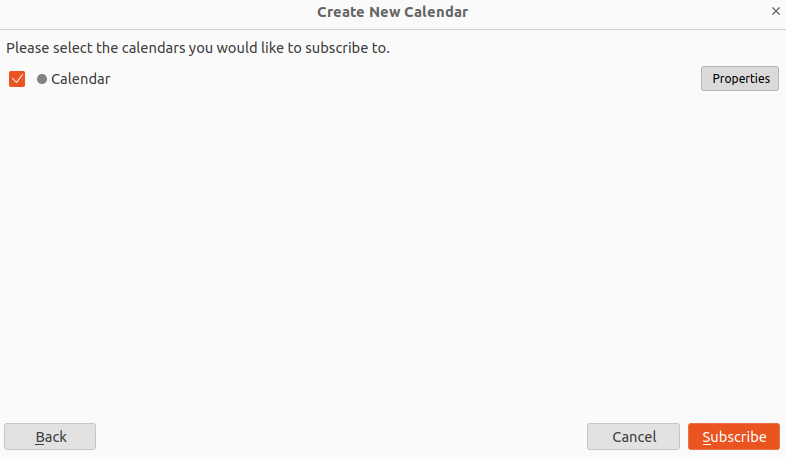 Create New Calendar
Please select the calendars you would like to subscribe to.
Calendar
Properties
Back
Cancel
Subscribe